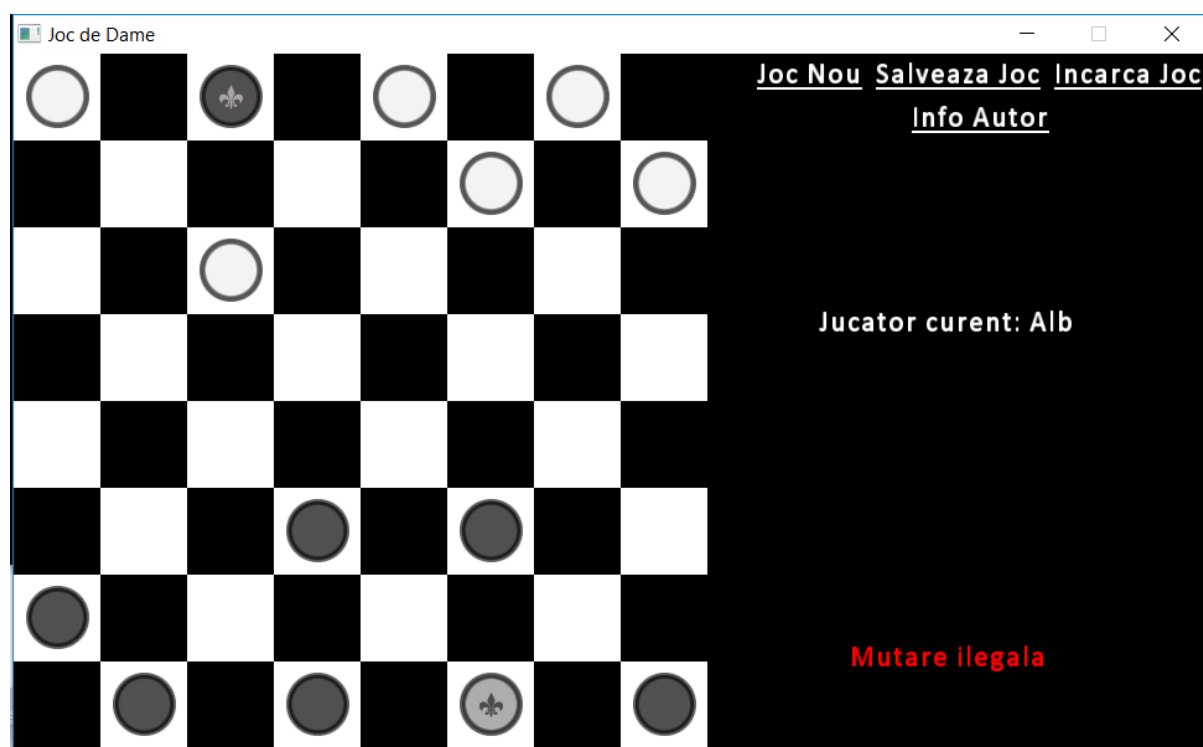 Joc de Dame
Joc Nou Salveaza Joc Incarca Joc
Info Autor
Jucator curent: Alb
Mutare ilegala